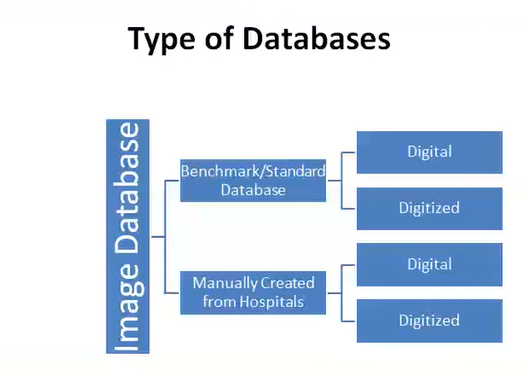 Type of Databases
Image Database
Benchmark/Standard
Database
Digital
Digitized
Manually Created
from Hospitals
Digital
Digitized